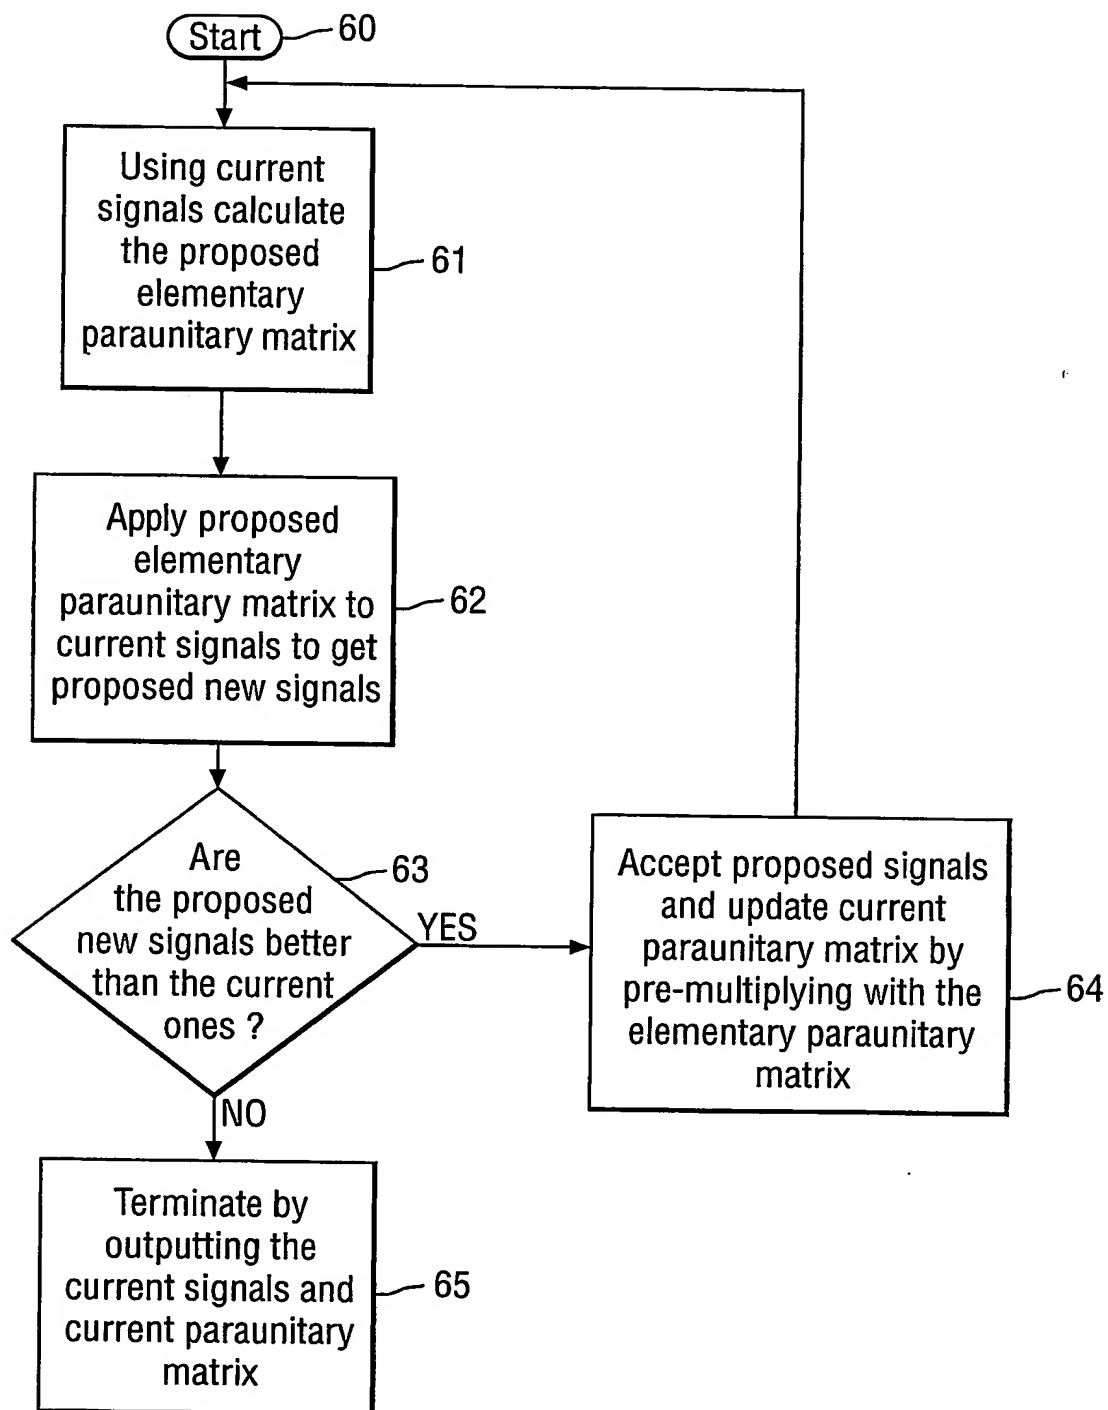 Start
60
Using current
signals calculate
the proposed
elementary
paraunitary matrix
61
Apply proposed
elementary
paraunitary matrix to
current signals to get
proposed new signals
62
Are
the proposed
new signals better
than the current
ones ?
63
YES
NO
Accept proposed signals
and update current
paraunitary matrix by
pre-multiplying with the
elementary paraunitary
matrix
64
Terminate by
outputting the
current signals and
current paraunitary
matrix
65